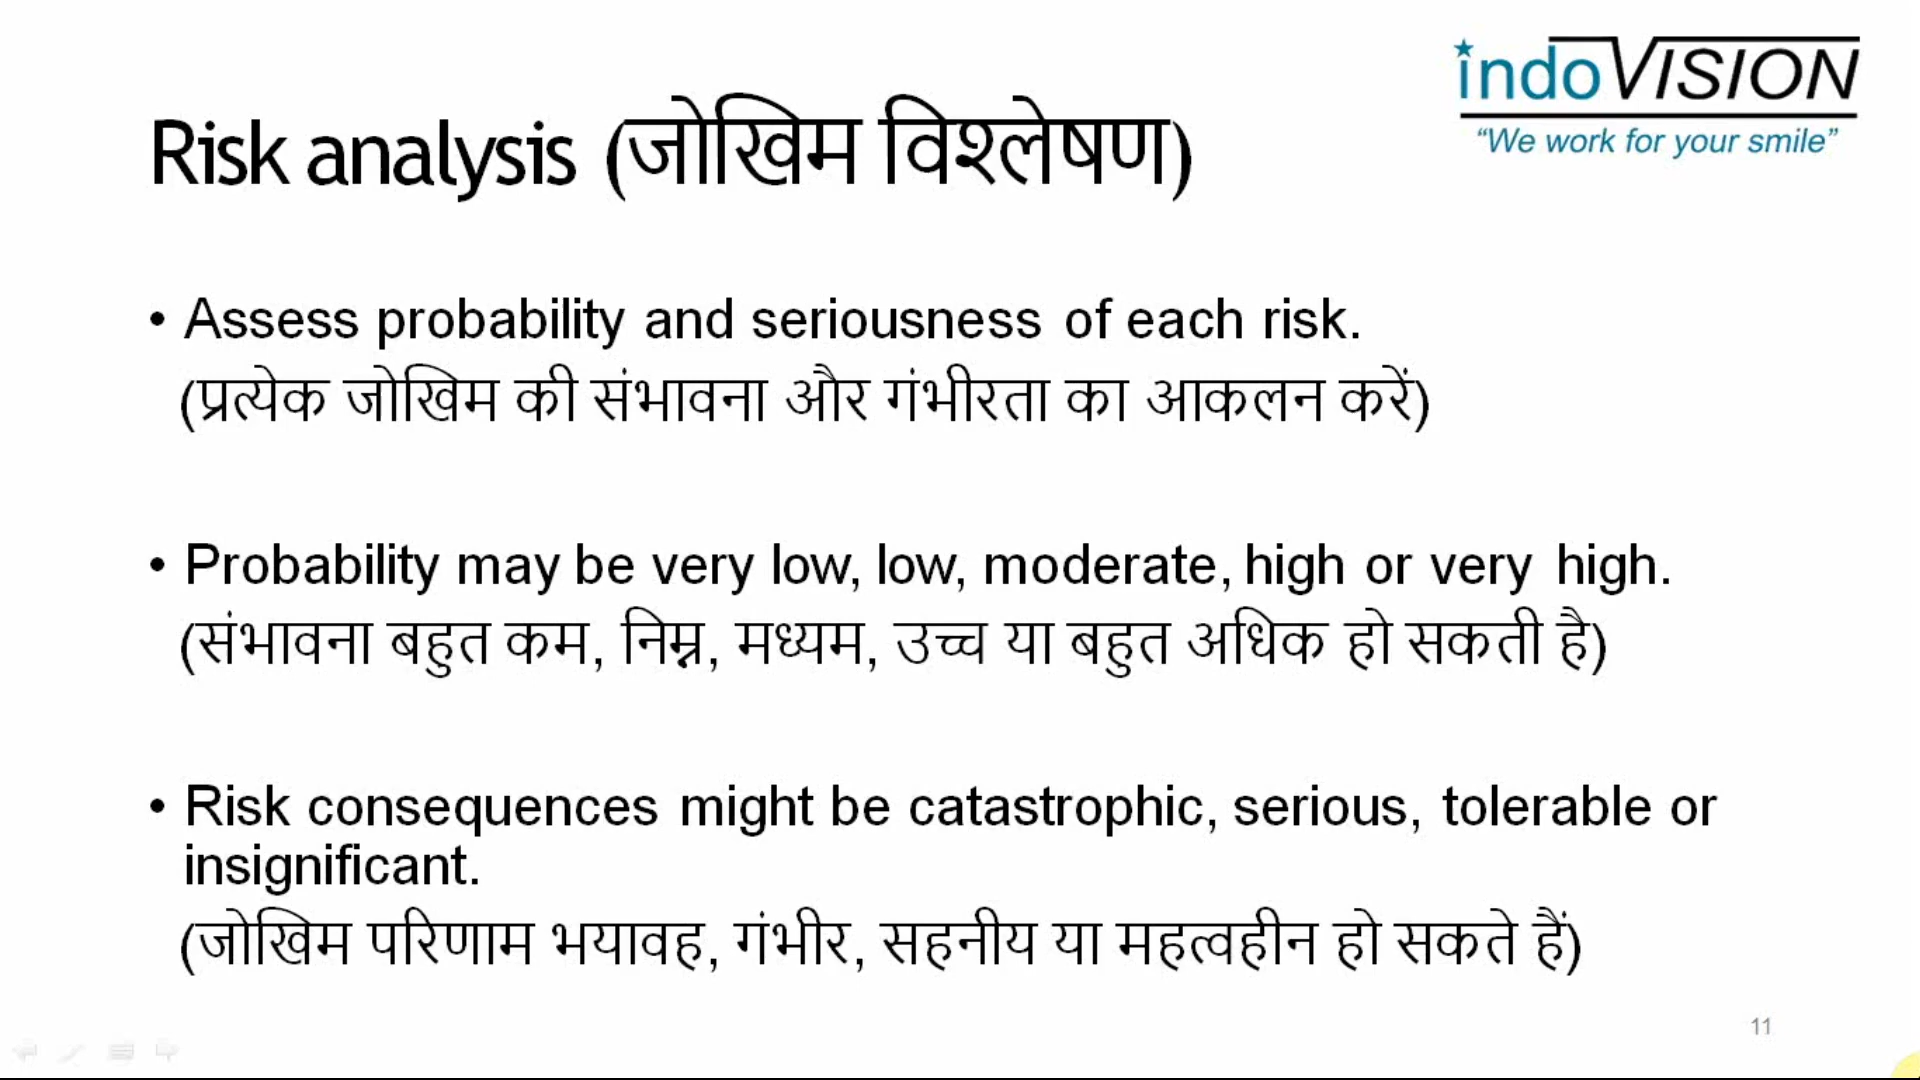 indoVISION
“We work for your smile”
Risk analysis (जोखिम विश्लेषण)
• Assess probability and seriousness of each risk.
(प्रत्येक जोखिम की संभावना और गंभीरता का आकलन करें)
• Probability may be very low, low, moderate, high or very high.
(संभावना बहुत कम, निम्न, मध्यम, उच्च या बहुत अधिक हो सकती है)
• Risk consequences might be catastrophic, serious, tolerable or
insignificant.
(जोखिम परिणाम भयावह, गंभीर, सहनीय या महत्वहीन हो सकते हैं)
11